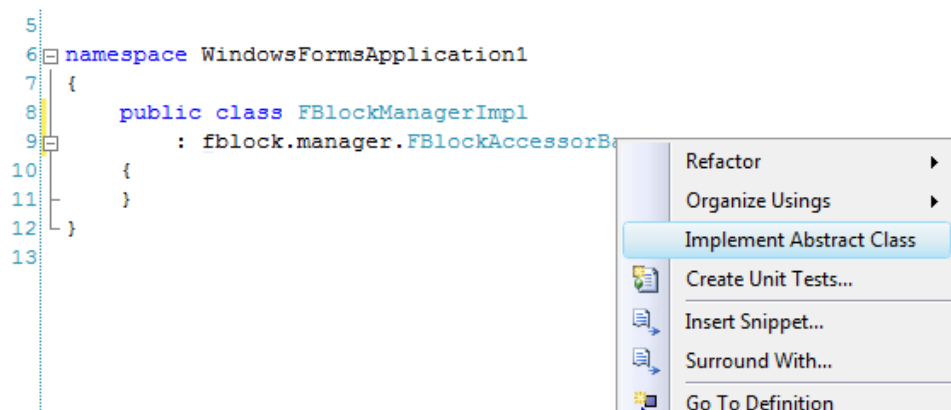 5
6 namespace WindowsFormsApplication1
7 {
8 public class FBlockManagerImpl
9 : fblock.manager.
10 {
11 }
12 }
13
Refactor
Organize Usings
Implement Abstract Class
Create Unit Tests...
Insert Snippet...
Surround With...
Go To Definition